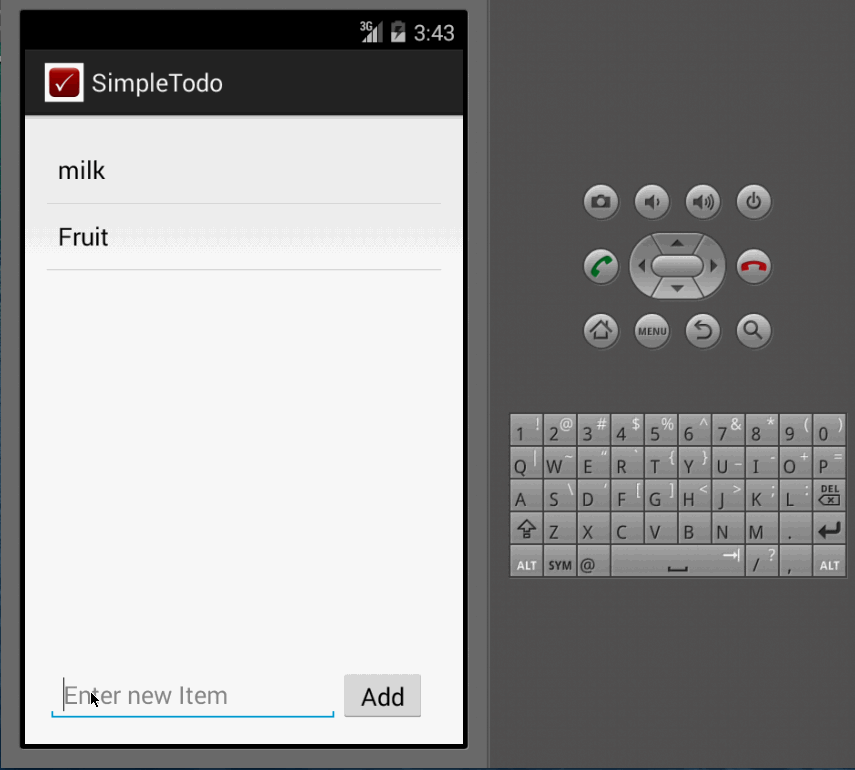 3G 3:43
SimpleTodo
milk
Fruit
Enter new Item
Add
MENU
1 ! 2 @ 3 # 4 $ 5 % 6 ^ 7 & 8 * 9 ( 0 )
Q | W ~ E " R ` T { Y } U _ I - O + P =
A S \ D ' F [ G ] H < J > K ; L : DEL
Z X C V B N M .
ALT SYM @ / ? , ALT